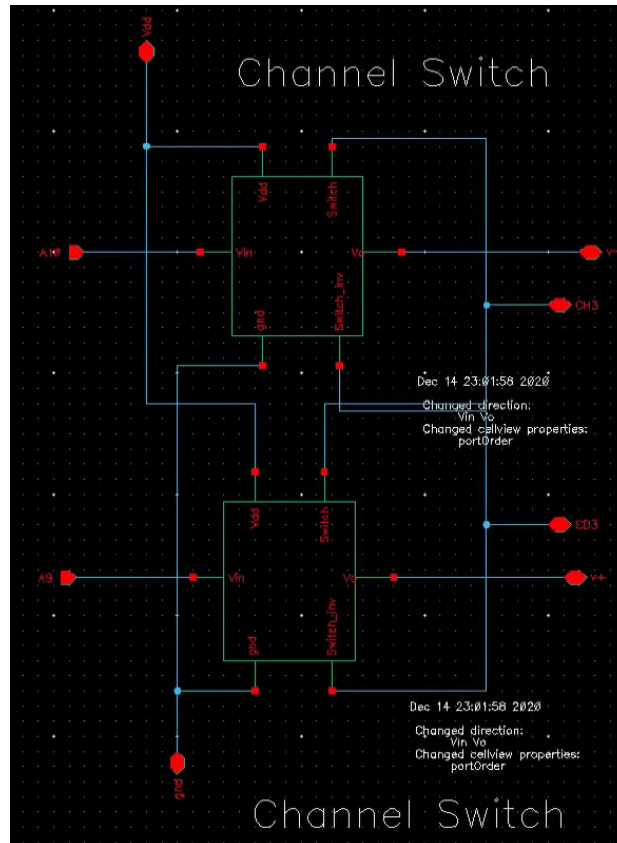 Vdd
Channel Switch
Vdd
Switch
A10
Vin
Vo
gnd
Switch_inv
CH3
Dec 14 23:01:58 2020
Changed direction:
Vin Vo
Changed cellview properties:
portOrder
Vdd
Switch
ED3
A9
Vin
Vo
v+
gnd
Switch_inv
Dec 14 23:01:58 2020
Changed direction:
Vin Vo
Changed cellview properties:
portOrder
gnd
Channel Switch